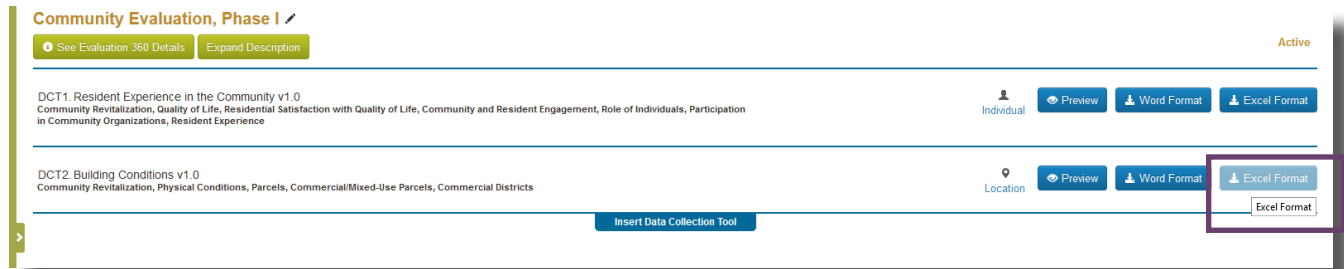 Community Evaluation, Phase I
See Evaluation 360 Details Expand Description
Active
DCT1. Resident Experience in the Community v1.0
Community Revitalization, Quality of Life, Residential Satisfaction with Quality of Life, Community and Resident Engagement, Role of Individuals, Participation
in Community Organizations, Resident Experience
Individual
Preview Word Format Excel Format
DCT2. Building Conditions v1.0
Community Revitalization, Physical Conditions, Parcels, Commercial/Mixed-Use Parcels, Commercial Districts
Location
Preview Word Format Excel Format
Excel Format
Insert Data Collection Tool